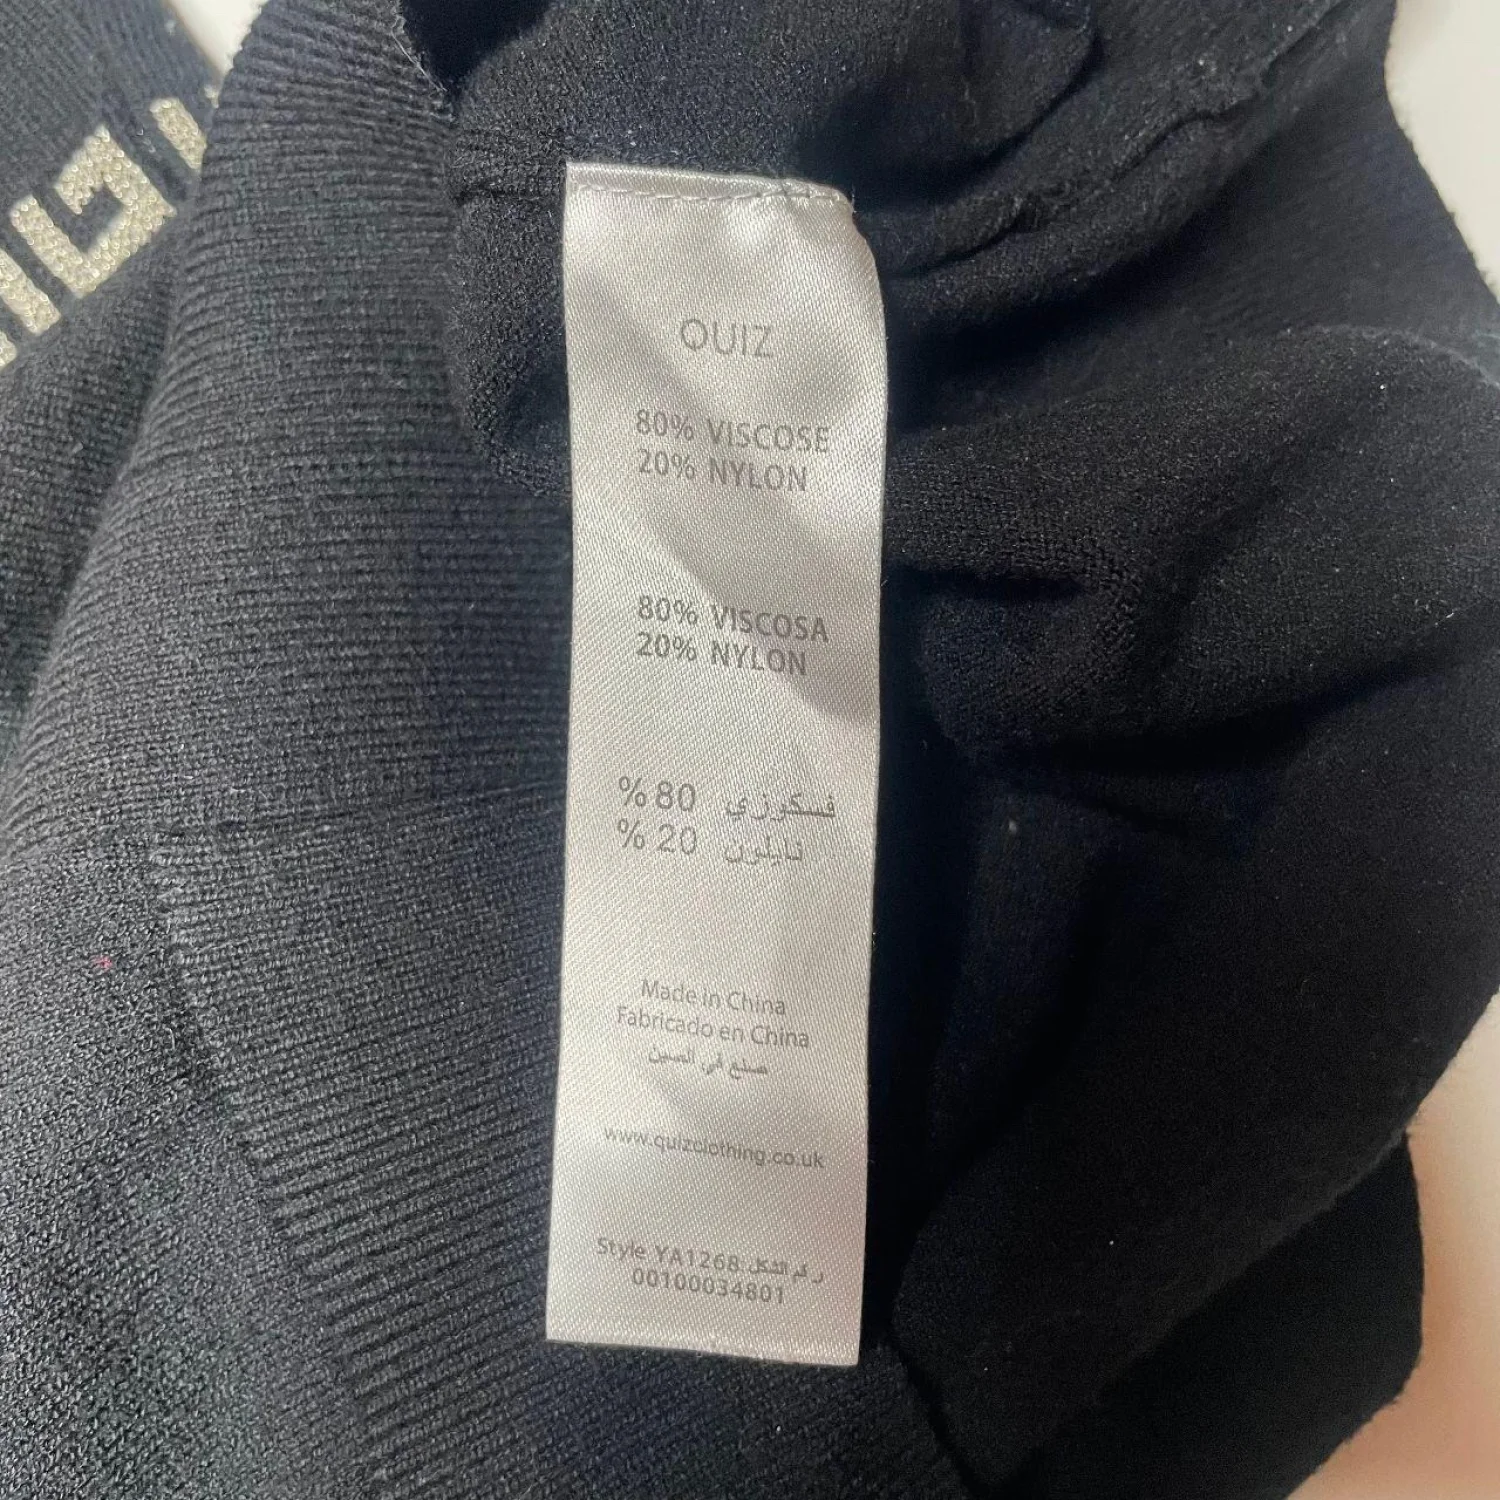 QUIZ
80% VISCOSE
20% NYLON
80% VISCOSA
20% NYLON
% 80 فسكوزي
% 20 نايلون
Made in China
Fabricado en China
صنع في الصين
www.quizclothing.co.uk
Style YA1268:رقم الشكل
00100034801